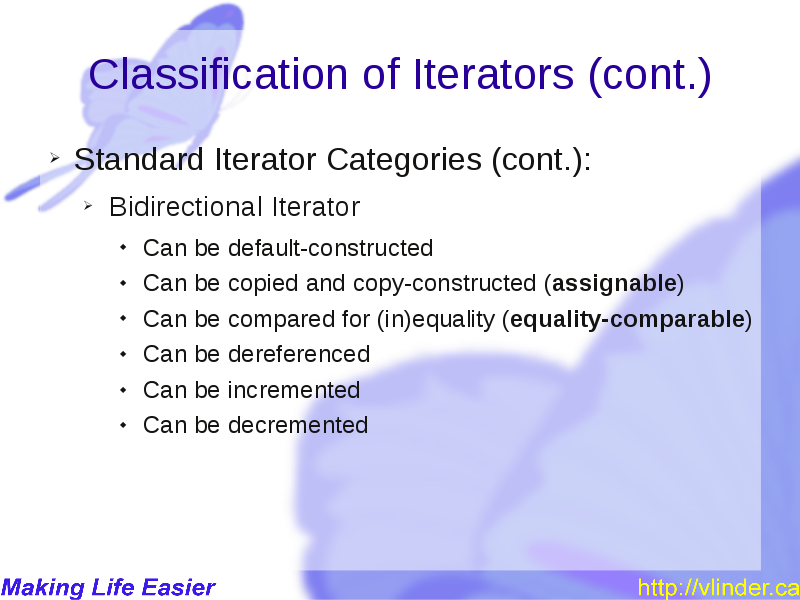 Classification of Iterators (cont.)
Standard Iterator Categories (cont.):
Bidirectional Iterator
Can be default-constructed
Can be copied and copy-constructed (assignable)
Can be compared for (in)equality (equality-comparable)
Can be dereferenced
Can be incremented
Can be decremented
Making Life Easier
http://vlinder.ca